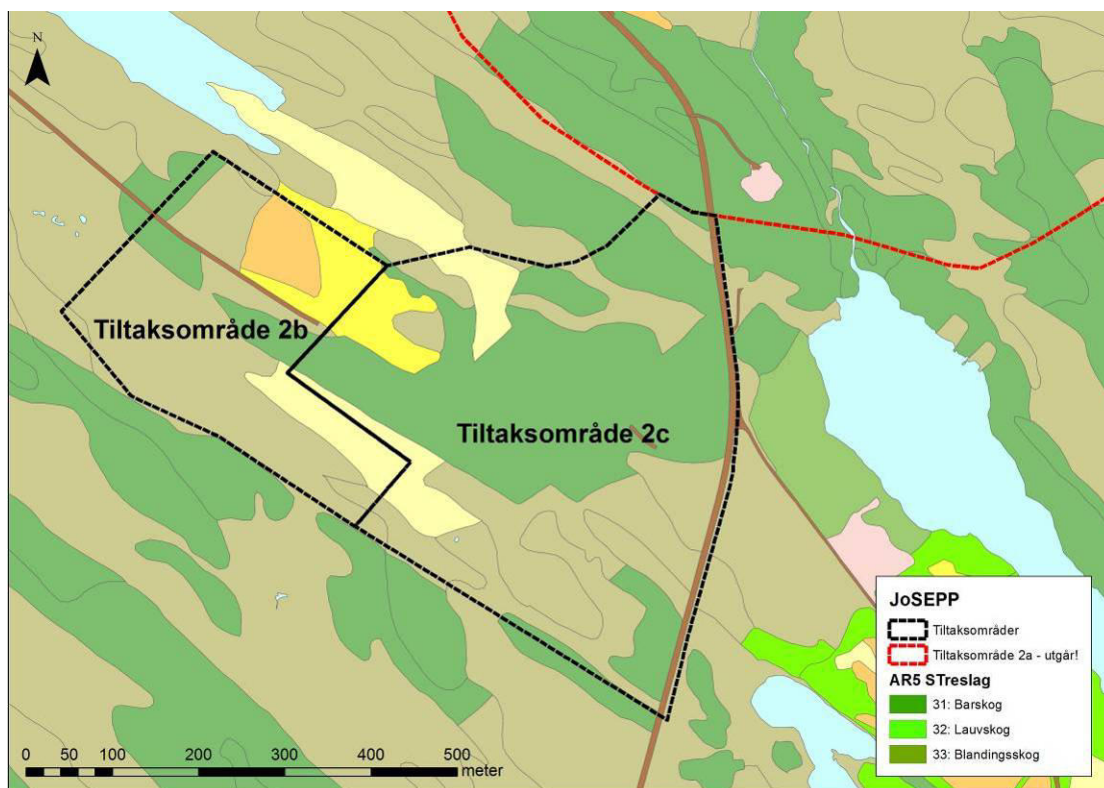 N
Tiltaksområde 2b
Tiltaksområde 2c
JoSEPP
Tiltaksområder
Tiltaksområde 2a - utgår!
AR5 STreslag
31: Barskog
32: Lauvskog
33: Blandingsskog
0 50 100 200 300 400 500
meter